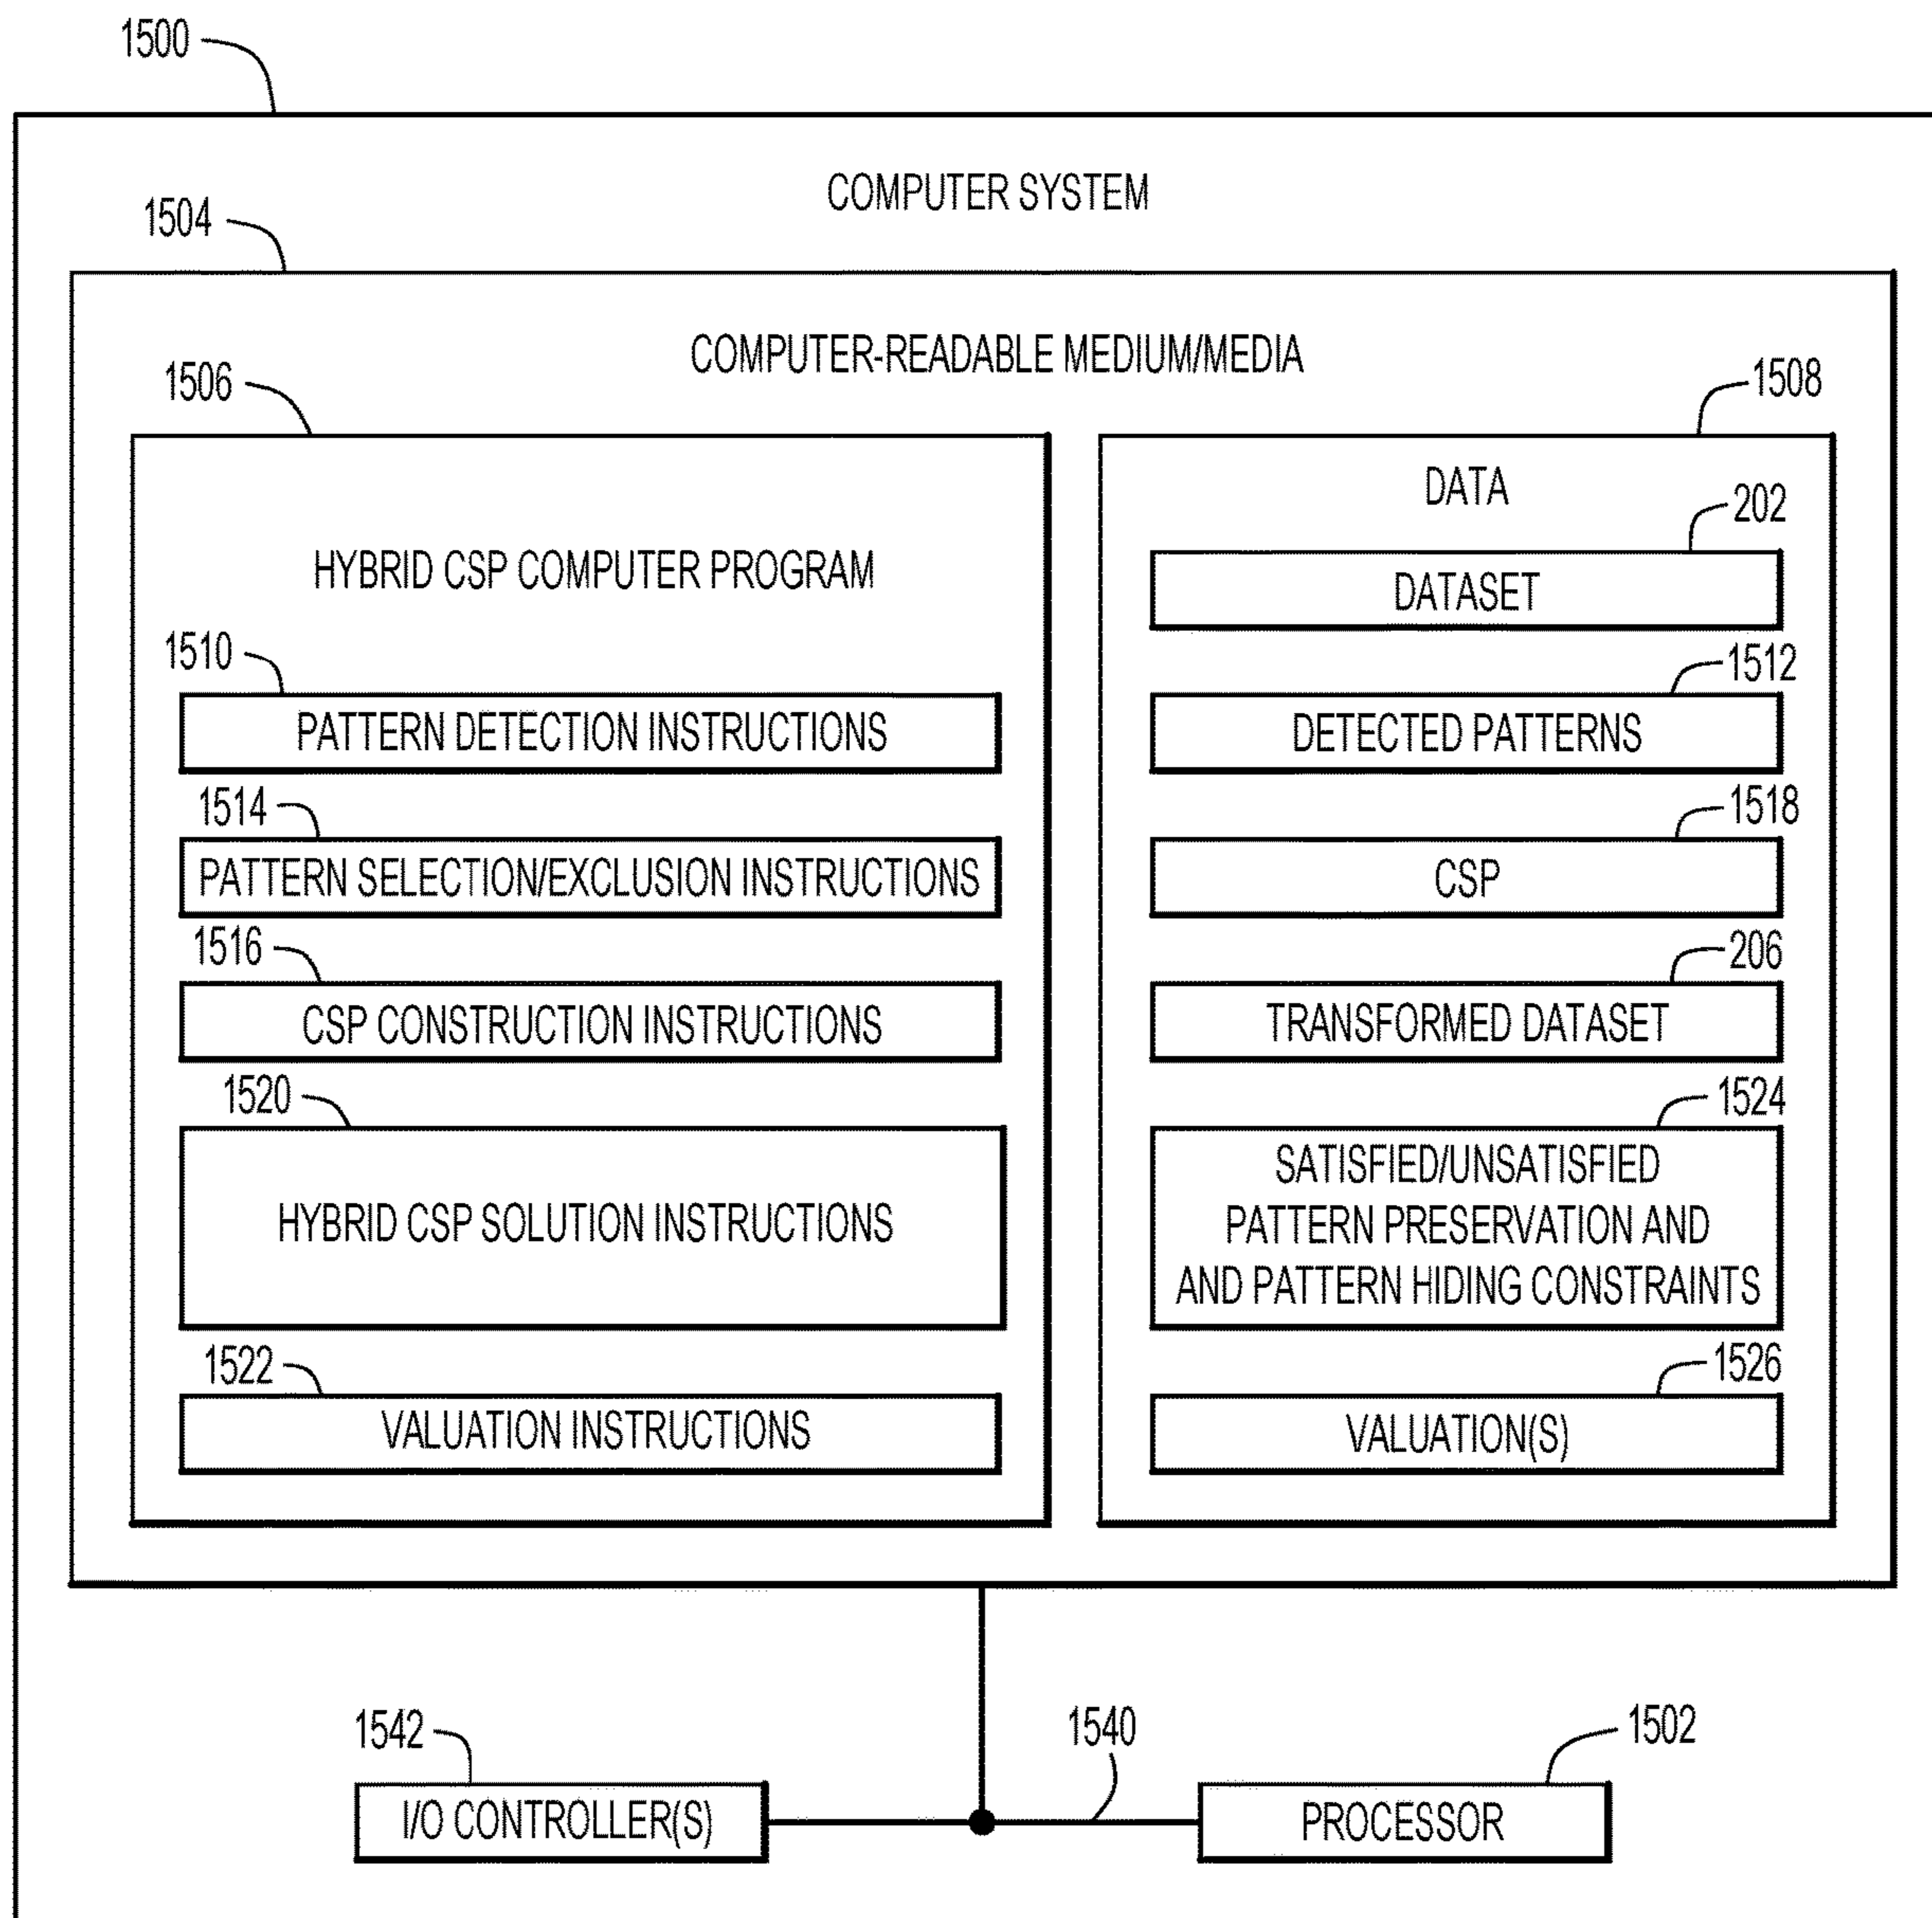 1500
COMPUTER SYSTEM
1504
COMPUTER-READABLE MEDIUM/MEDIA
1506
HYBRID CSP COMPUTER PROGRAM
1510
PATTERN DETECTION INSTRUCTIONS
1514
PATTERN SELECTION/EXCLUSION INSTRUCTIONS
1516
CSP CONSTRUCTION INSTRUCTIONS
1520
HYBRID CSP SOLUTION INSTRUCTIONS
1522
VALUATION INSTRUCTIONS
1508
DATA
202
DATASET
1512
DETECTED PATTERNS
1518
CSP
206
TRANSFORMED DATASET
1524
SATISFIED/UNSATISFIED
PATTERN PRESERVATION AND
AND PATTERN HIDING CONSTRAINTS
1526
VALUATION(S)
1542
I/O CONTROLLER(S)
1540
1502
PROCESSOR